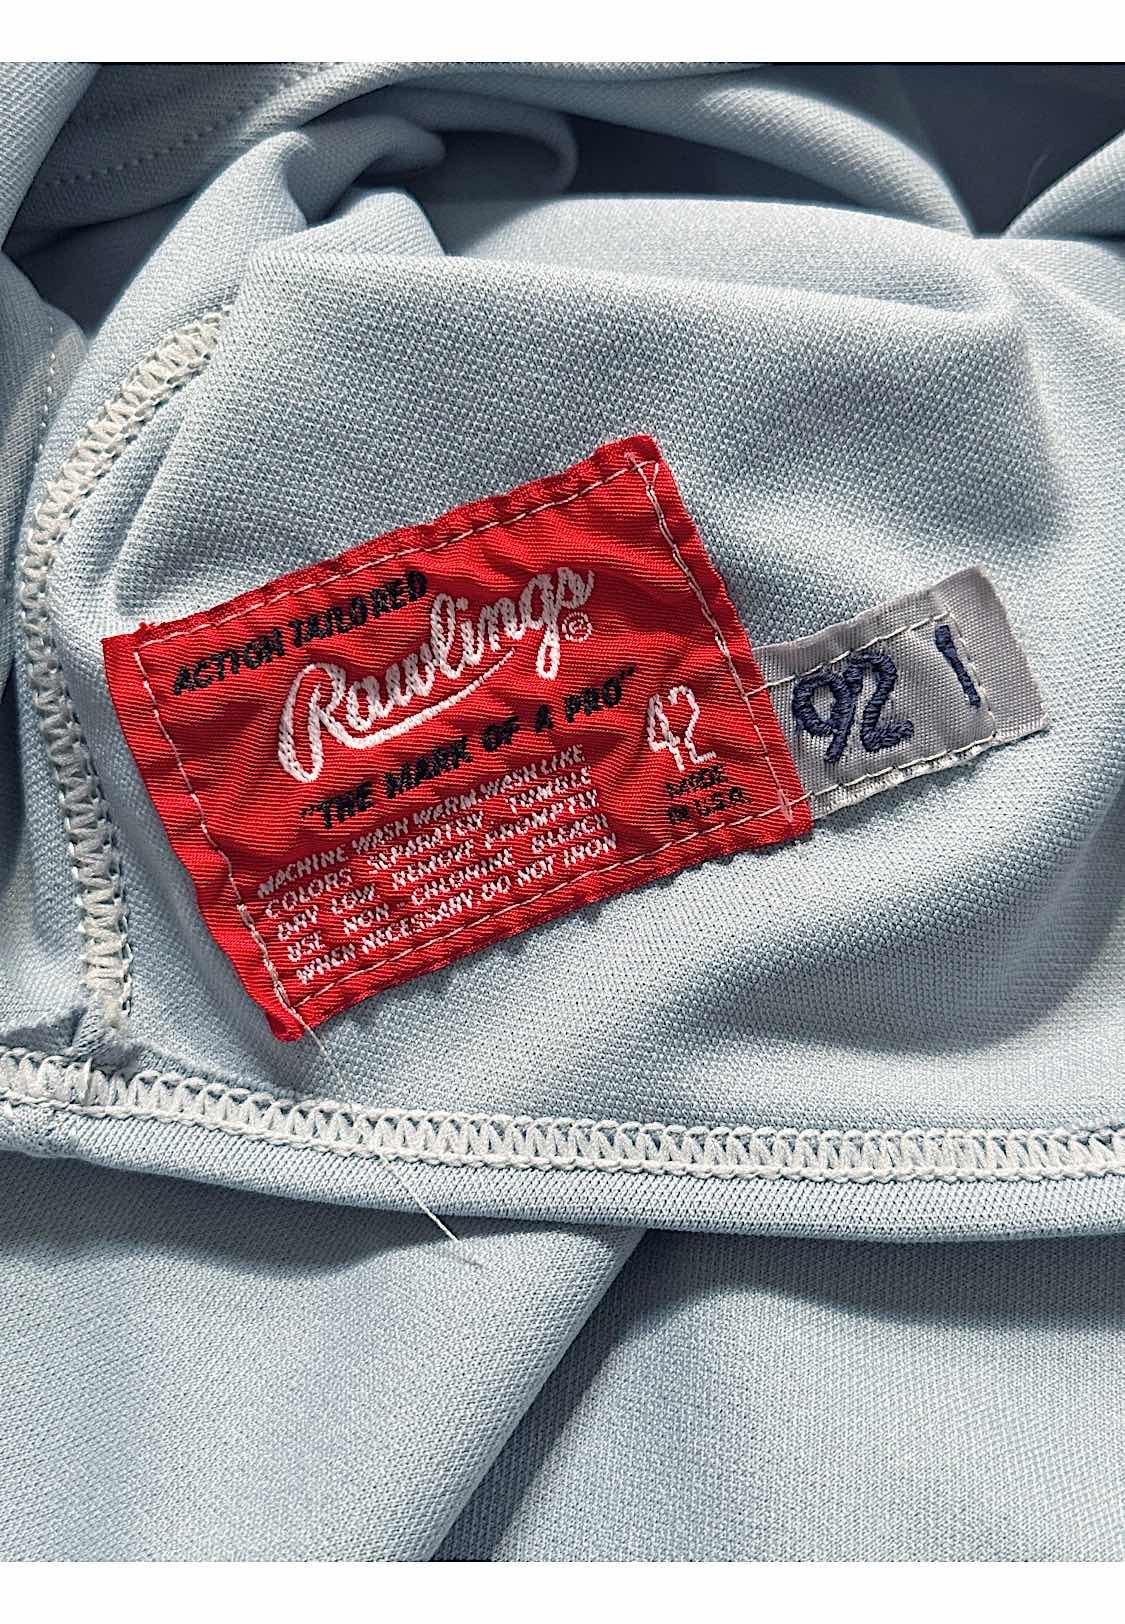 ACTION TAILORED
Rawlings ©
"THE MARK OF A PRO"
42
MADE
IN U.S.A.
MACHINE WASH WARM. WASH LIKE
COLORS SEPARATELY TUMBLE
DRY LOW REMOVE PROMPTLY.
USE NON - CHLORINE BLEACH
WHEN NECESSARY. DO NOT IRON
92 1